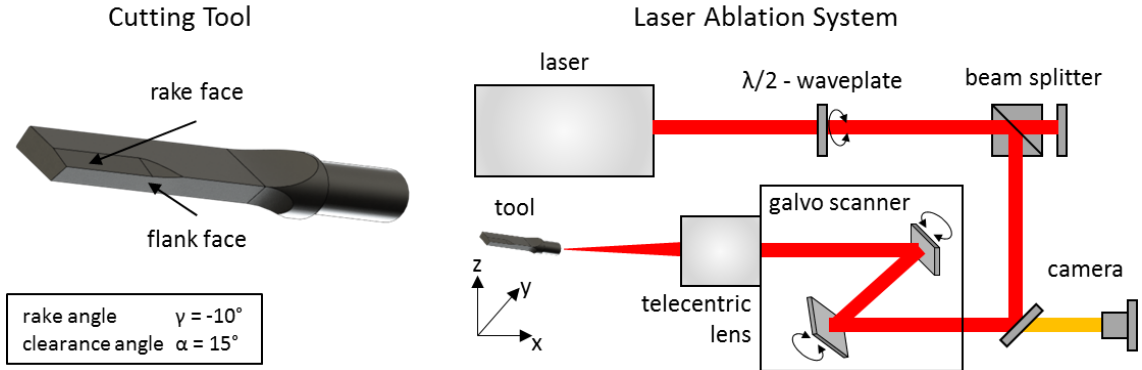 Cutting Tool
rake face
flank face
rake angle γ = -10°
clearance angle α = 15°
Laser Ablation System
laser
λ/2 - waveplate
beam splitter
tool
galvo scanner
z
y
x
telecentric
lens
camera